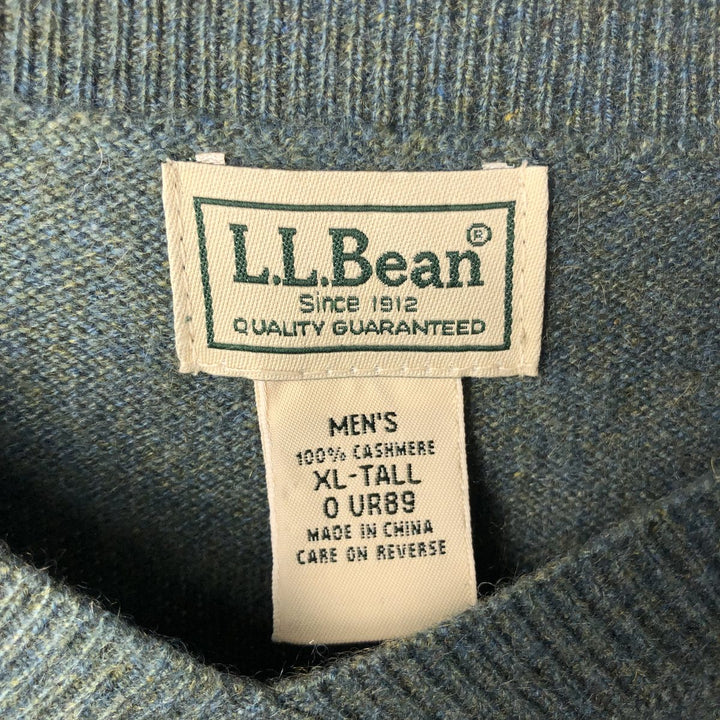 L.L.Bean®
Since 1912
QUALITY GUARANTEED
MEN'S
100% CASHMERE
XL-TALL
0 UR89
MADE IN CHINA
CARE ON REVERSE